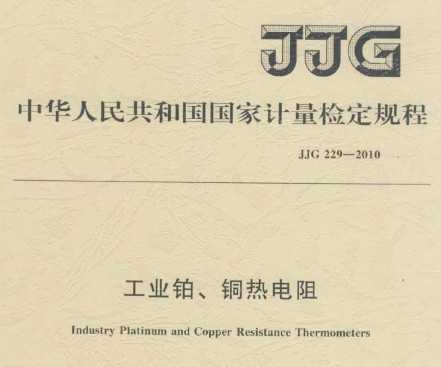 JJG
中华人民共和国国家计量检定规程
JJG 229—2010
工业铂、铜热电阻
Industry Platinum and Copper Resistance Thermometers